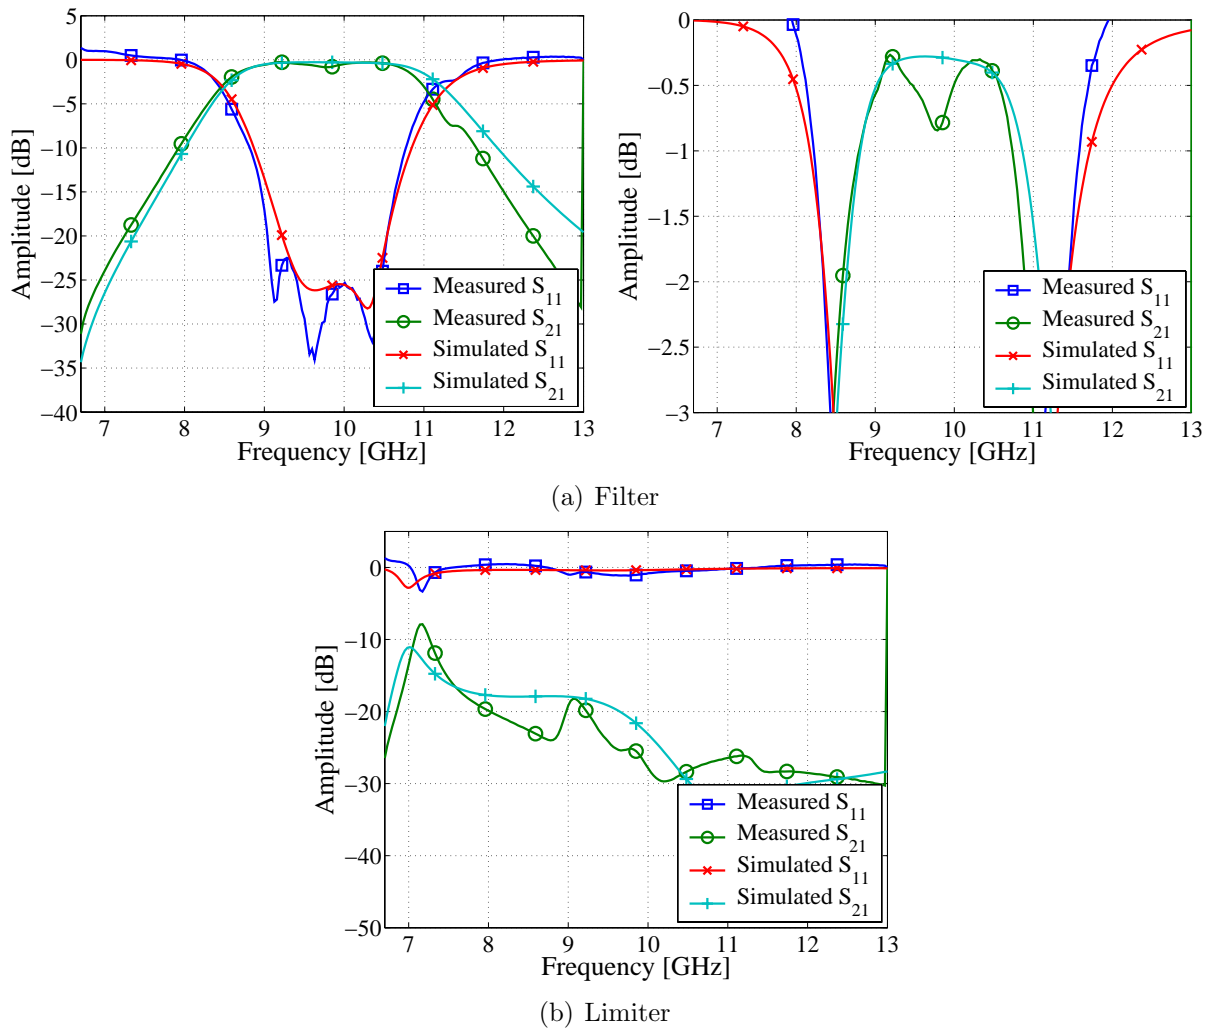 5
0
−5
−10
−15
−20
−25
−30
−35
−40
Amplitude [dB]
7 8 9 10 11 12 13
Frequency [GHz]
Measured S11
Measured S21
Simulated S11
Simulated S21
0
−0.5
−1
−1.5
−2
−2.5
−3
Amplitude [dB]
7 8 9 10 11 12 13
Frequency [GHz]
Measured S11
Measured S21
Simulated S11
Simulated S21
(a) Filter
0
−10
−20
−30
−40
−50
Amplitude [dB]
7 8 9 10 11 12 13
Frequency [GHz]
Measured S11
Measured S21
Simulated S11
Simulated S21
(b) Limiter